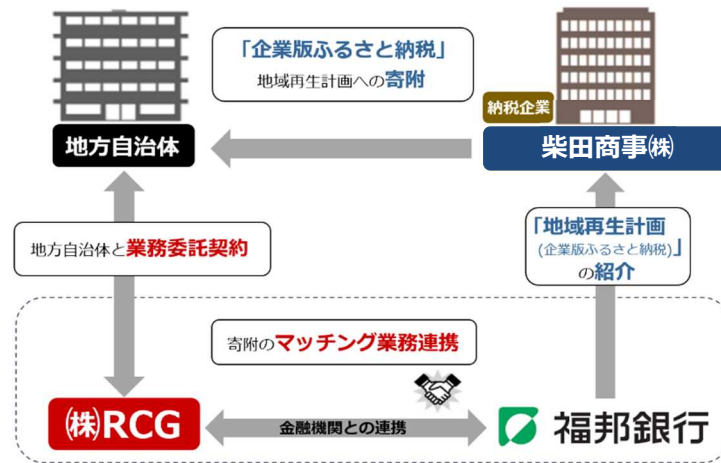 「企業版ふるさと納税」
地域再生計画への寄附
納税企業
地方自治体
柴田商事㈱
地方自治体と業務委託契約
「地域再生計画
(企業版ふるさと納税)」
の紹介
寄附のマッチング業務連携
㈱RCG
金融機関との連携
福邦銀行